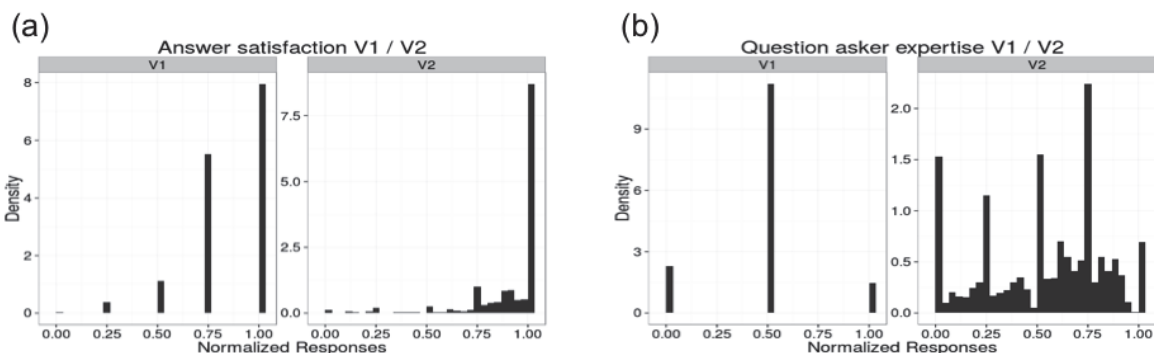 (a)
Answer satisfaction V1 / V2
V1 V2
Density
8
6
4
2
0
7.5
5.0
2.5
0.0
0.00 0.25 0.50 0.75 1.00 0.00 0.25 0.50 0.75 1.00
Normalized Responses
(b)
Question asker expertise V1 / V2
V1 V2
Density
9
6
3
0
2.0
1.5
1.0
0.5
0.0
0.00 0.25 0.50 0.75 1.00 0.00 0.25 0.50 0.75 1.00
Normalized Responses